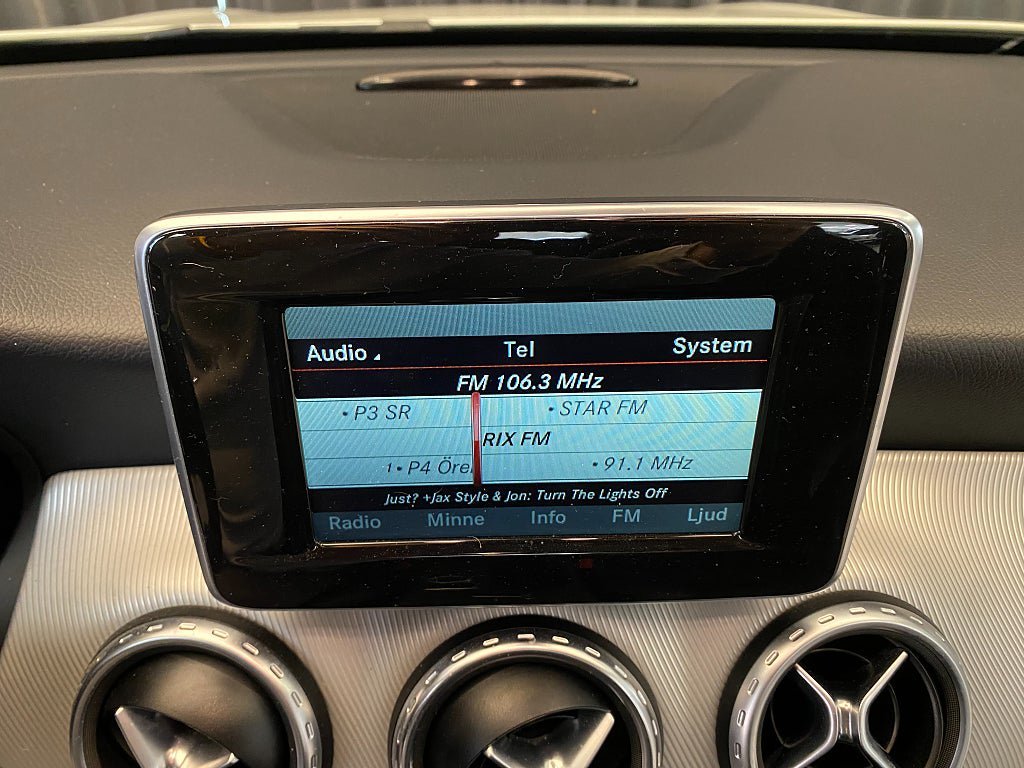 Audio Tel System
FM 106.3 MHz
• P3 SR • STAR FM
RIX FM
1 • P4 Öre • 91.1 MHz
Just? +Jax Style & Jon: Turn The Lights Off
Radio Minne Info FM Ljud